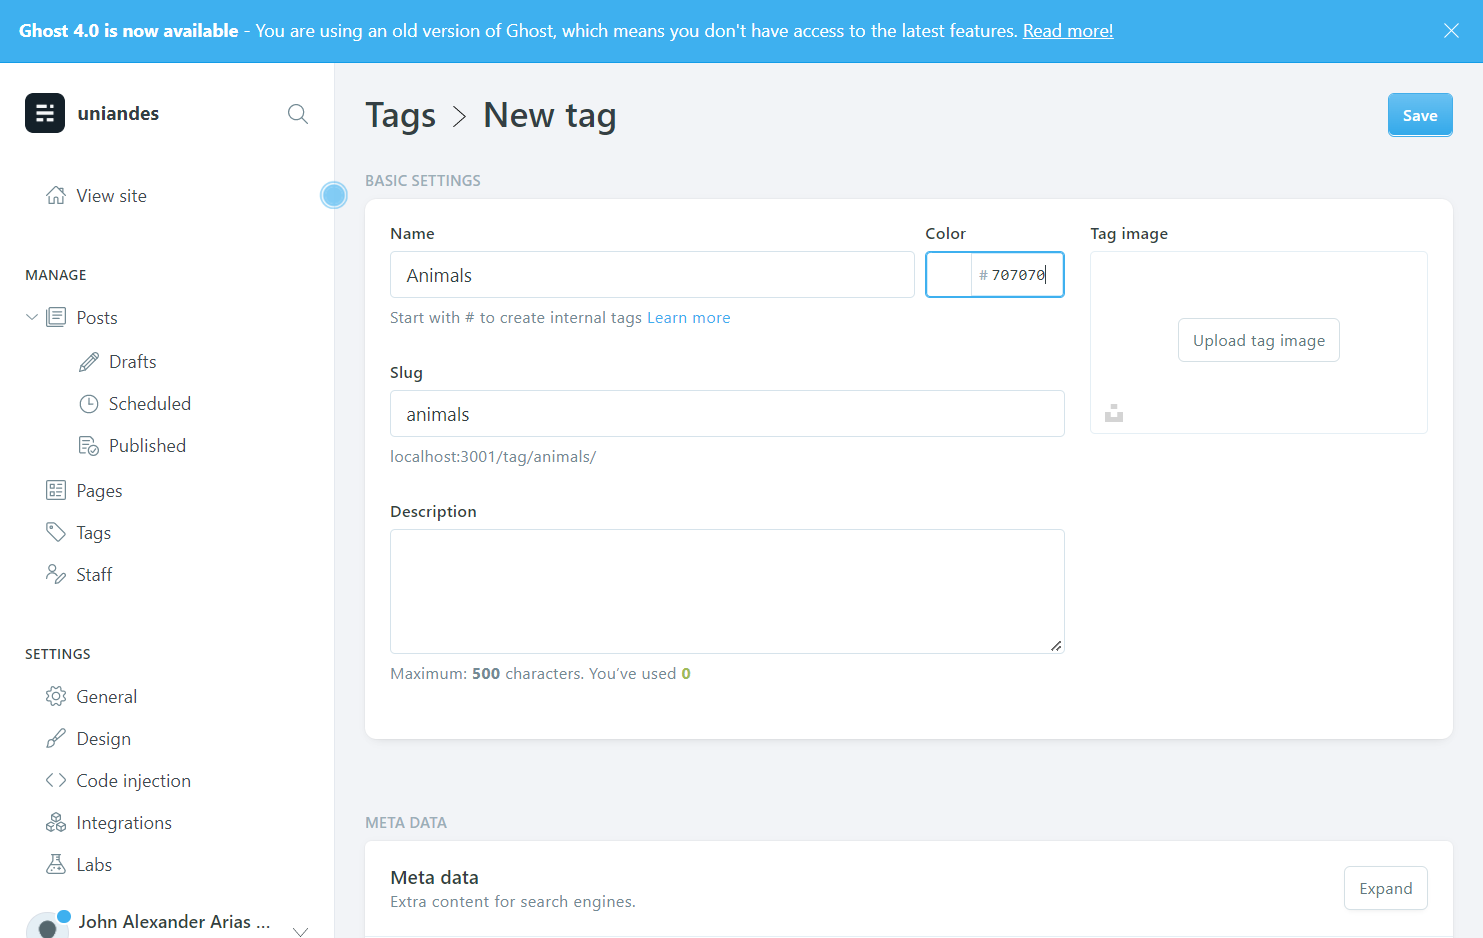 Ghost 4.0 is now available - You are using an old version of Ghost, which means you don't have access to the latest features. Read more!
uniandes
View site
MANAGE
Posts
Drafts
Scheduled
Published
Pages
Tags
Staff
SETTINGS
General
Design
Code injection
Integrations
Labs
John Alexander Arias ...
Tags > New tag
Save
BASIC SETTINGS
Name
Animals
Start with # to create internal tags Learn more
Color
# 707070
Tag image
Upload tag image
Slug
animals
localhost:3001/tag/animals/
Description
Maximum: 500 characters. You’ve used 0
META DATA
Meta data
Extra content for search engines.
Expand